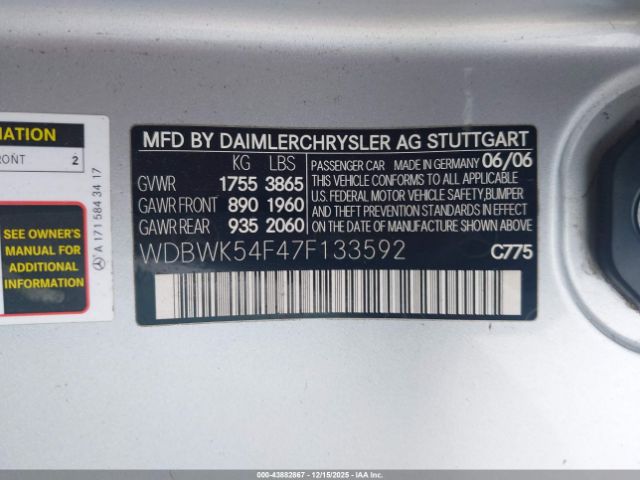 MATION
RONT 2
SEE OWNER'S
MANUAL FOR
ADDITIONAL
INFORMATION
A 171 584 34 17
MFD BY DAIMLERCHRYSLER AG STUTTGART
KG LBS
GVWR 1755 3865
GAWR FRONT 890 1960
GAWR REAR 935 2060
PASSENGER CAR MADE IN GERMANY 06/06
THIS VEHICLE CONFORMS TO ALL APPLICABLE
U.S. FEDERAL MOTOR VEHICLE SAFETY,BUMPER
AND THEFT PREVENTION STANDARDS IN EFFECT
ON THE DATE OF MANUFACTURE SHOWN ABOVE
WDBWK54F47F133592 C775
000-43882867 - 12/15/2025 - IAAI.CA